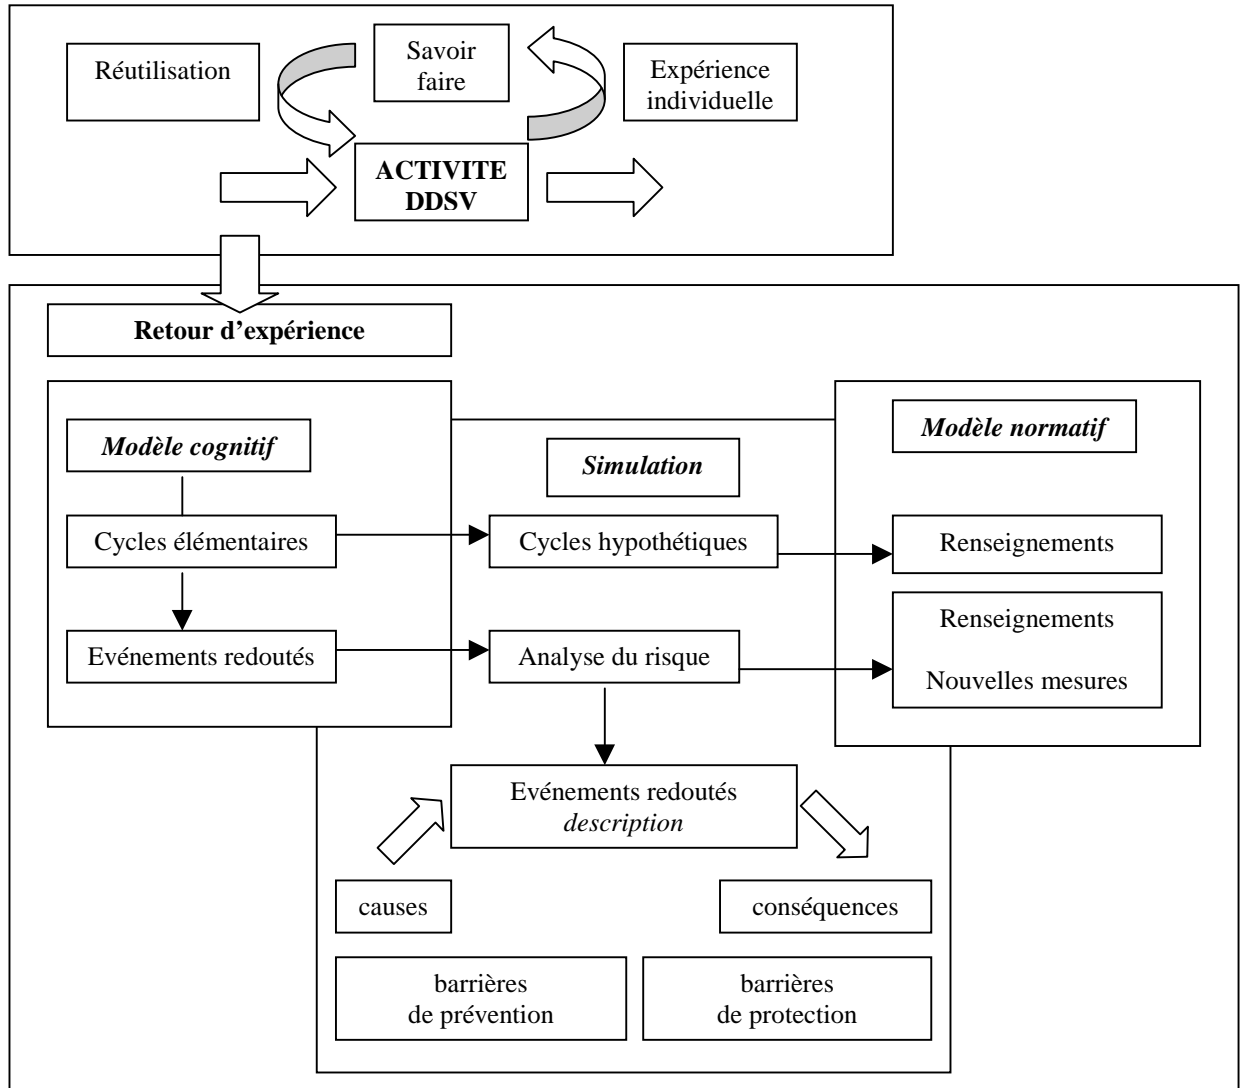 Réutilisation
Savoir
faire
Expérience
individuelle
ACTIVITE
DDSV
Retour d’expérience
Modèle cognitif
Simulation
Modèle normatif
Cycles élémentaires
Cycles hypothétiques
Renseignements
Evénements redoutés
Analyse du risque
Renseignements
Nouvelles mesures
Evénements redoutés
description
causes
conséquences
barrières
de prévention
barrières
de protection